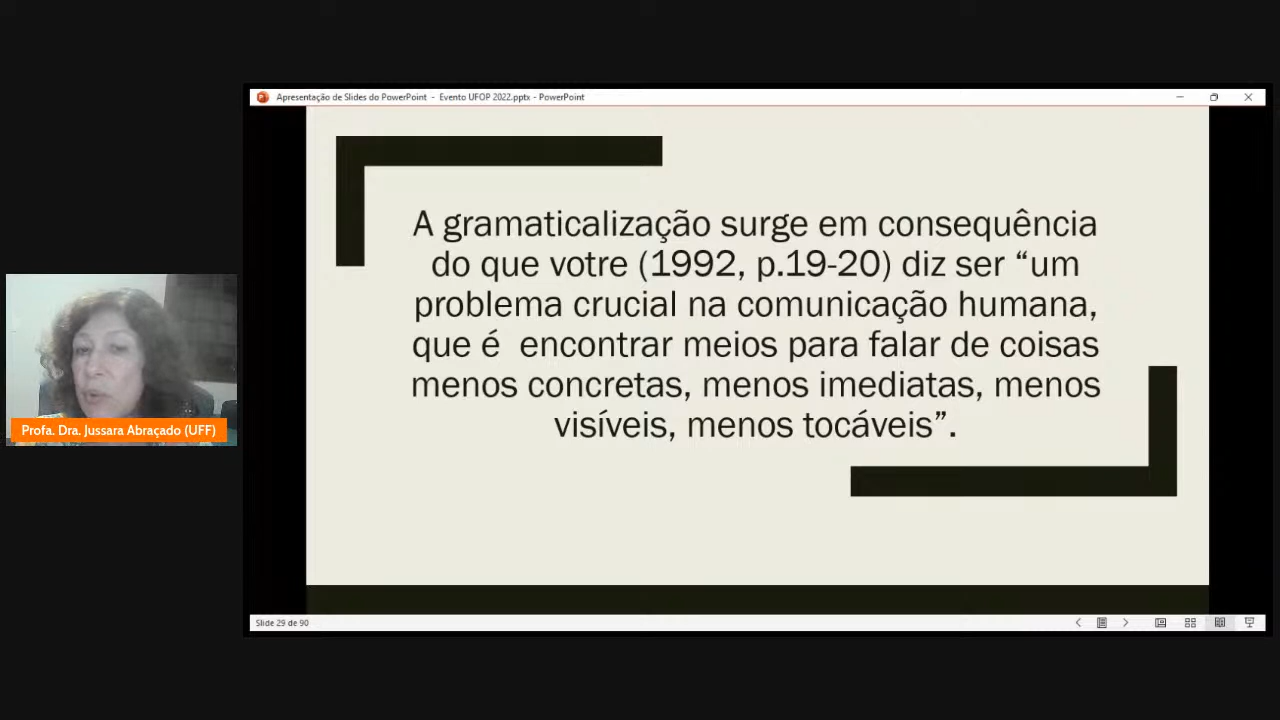 Apresentação de Slides do PowerPoint - Evento UFOP 2022.pptx - PowerPoint
A gramaticalização surge em consequência
do que votre (1992, p.19-20) diz ser “um
problema crucial na comunicação humana,
que é encontrar meios para falar de coisas
menos concretas, menos imediatas, menos
visíveis, menos tocáveis”.
Profa. Dra. Jussara Abraçado (UFF)
Slide 29 de 90